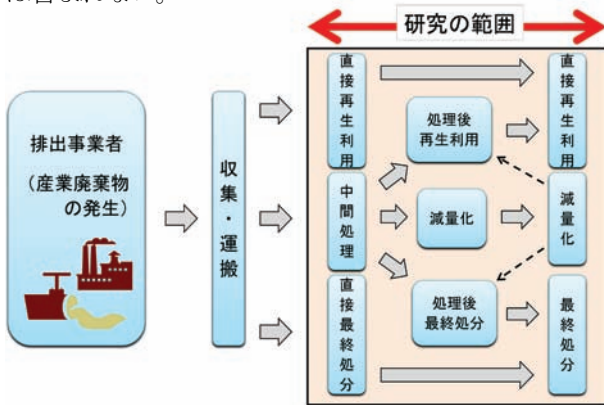 研究の範囲
排出事業者
（産業廃棄物
の発生）
収集・運搬
直接再生利用
中間処理
直接最終処分
処理後
再生利用
減量化
処理後
最終処分
直接再生利用
減量化
最終処分